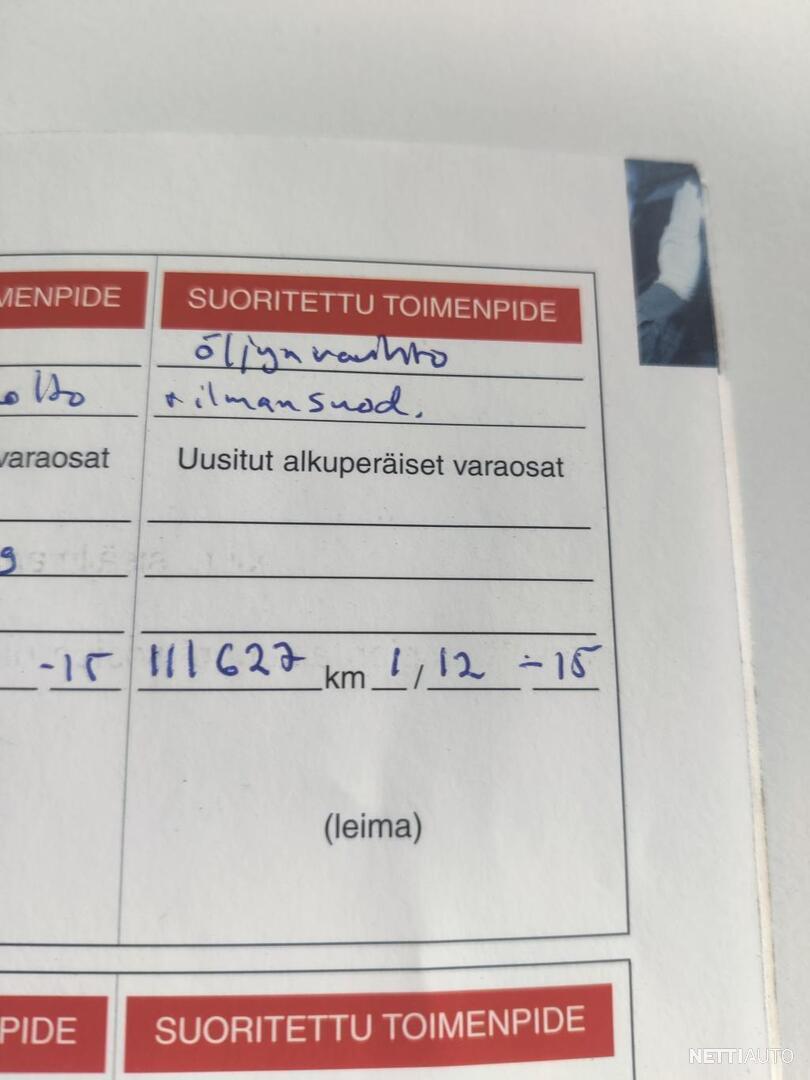 MENPIDE SUORITETTU TOIMENPIDE
öljynvaihto
olto + ilmansuod.
varaosat Uusitut alkuperäiset varaosat
g
-15 111627 km 1/12 -15
(leima)
PIDE SUORITETTU TOIMENPIDE
NETTIAUTO